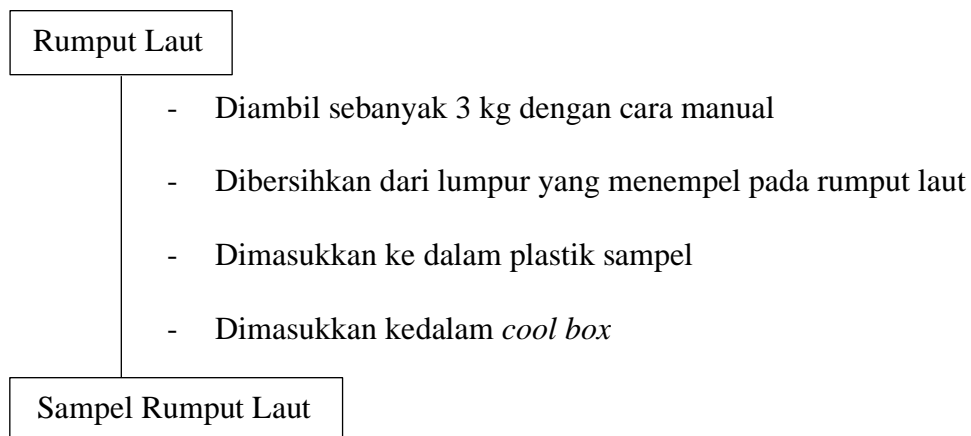 Rumput Laut
- Diambil sebanyak 3 kg dengan cara manual
- Dibersihkan dari lumpur yang menempel pada rumput laut
- Dimasukkan ke dalam plastik sampel
- Dimasukkan kedalam cool box
Sampel Rumput Laut